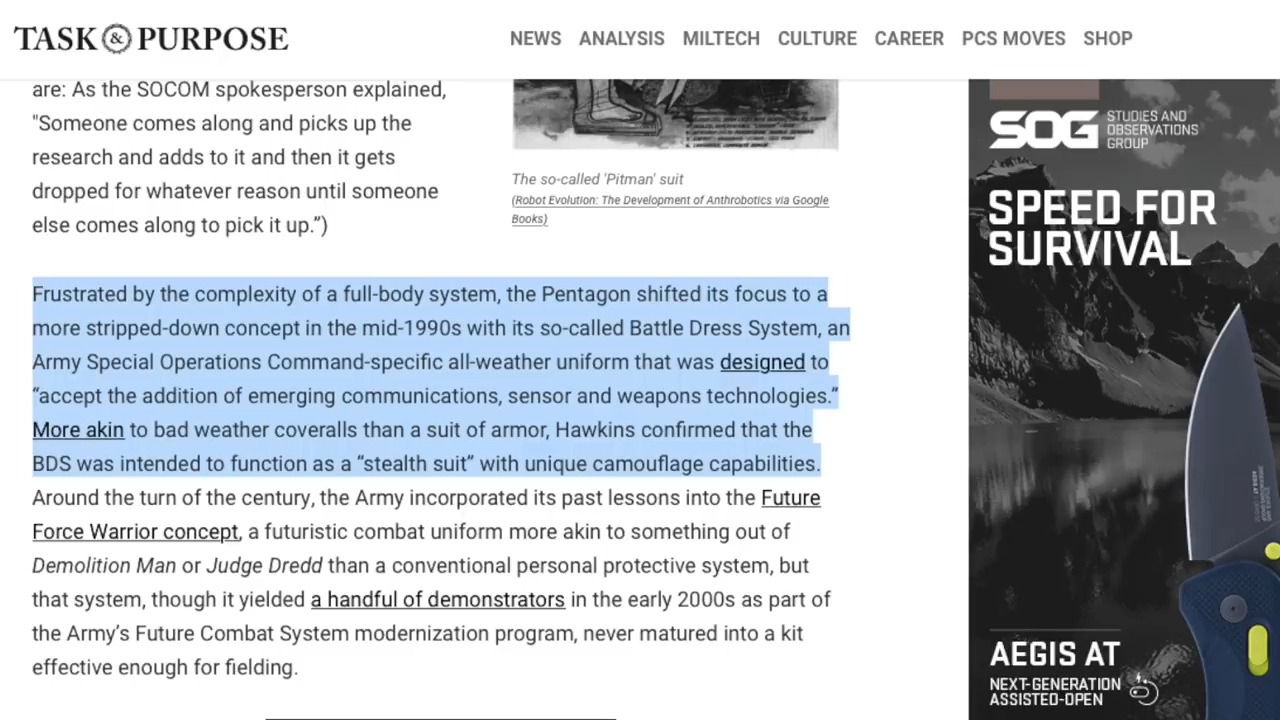 TASK & PURPOSE
NEWS ANALYSIS MILTECH CULTURE CAREER PCS MOVES SHOP
are: As the SOCOM spokesperson explained,
"Someone comes along and picks up the
research and adds to it and then it gets
dropped for whatever reason until someone
else comes along to pick it up.”)
The so-called 'Pitman' suit
(Robot Evolution: The Development of Anthrobotics via Google
Books)
Frustrated by the complexity of a full-body system, the Pentagon shifted its focus to a
more stripped-down concept in the mid-1990s with its so-called Battle Dress System, an
Army Special Operations Command-specific all-weather uniform that was designed to
“accept the addition of emerging communications, sensor and weapons technologies.”
More akin to bad weather coveralls than a suit of armor, Hawkins confirmed that the
BDS was intended to function as a “stealth suit” with unique camouflage capabilities.
Around the turn of the century, the Army incorporated its past lessons into the Future
Force Warrior concept, a futuristic combat uniform more akin to something out of
Demolition Man or Judge Dredd than a conventional personal protective system, but
that system, though it yielded a handful of demonstrators in the early 2000s as part of
the Army’s Future Combat System modernization program, never matured into a kit
effective enough for fielding.
SOG STUDIES AND
OBSERVATIONS
GROUP
SPEED FOR
SURVIVAL
AEGIS AT
NEXT-GENERATION
ASSISTED-OPEN